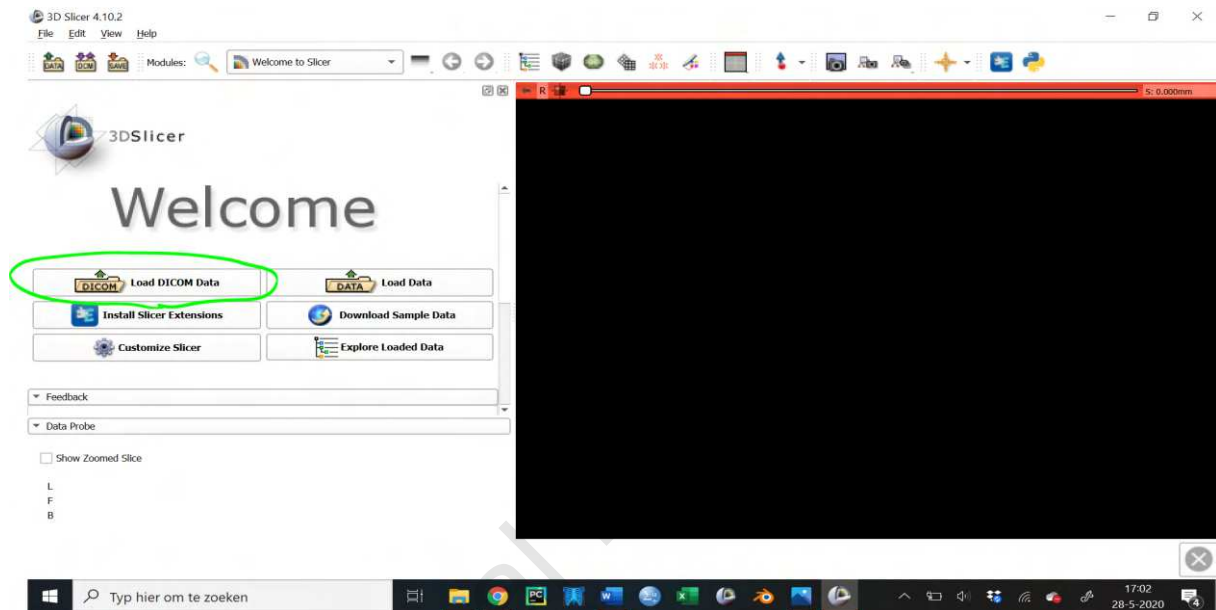 3D Slicer 4.10.2
File Edit View Help
DATA DCM SAVE Modules: Welcome to Slicer
R S: 0.000mm
3DSlicer
Welcome
DICOM Load DICOM Data DATA Load Data
Install Slicer Extensions Download Sample Data
Customize Slicer Explore Loaded Data
Feedback
Data Probe
Show Zoomed Slice
L
F
B
Typ hier om te zoeken
PC
17:02
28-5-2020
4